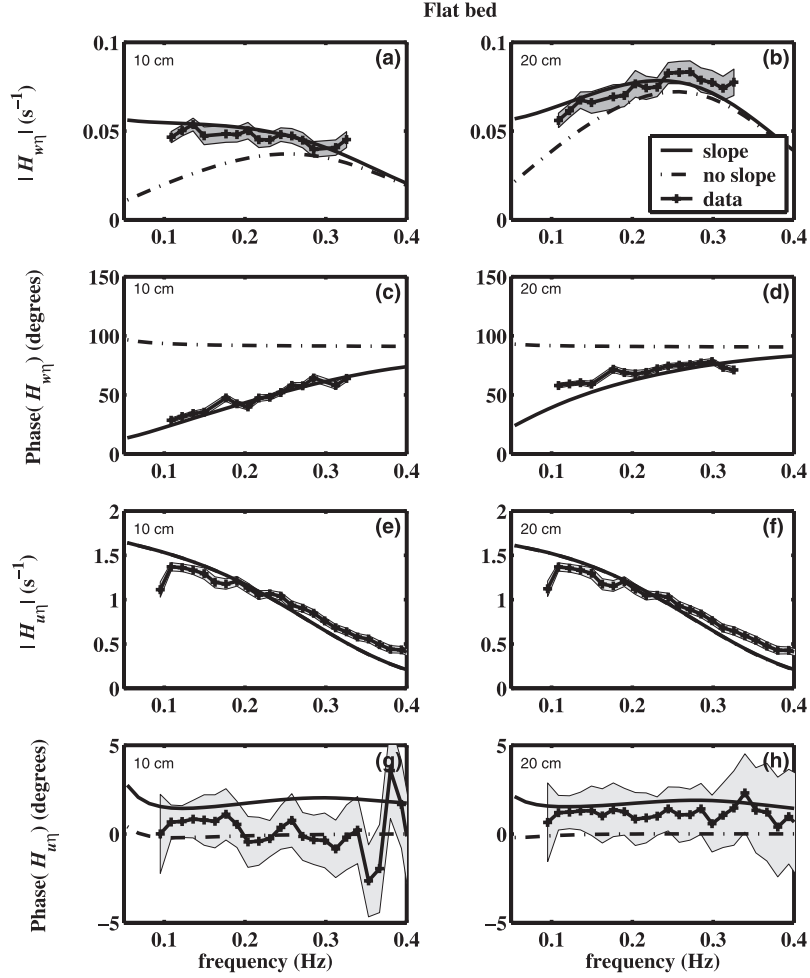 Flat bed
| H_wη | (s⁻¹)
0.1
0.05
0
10 cm
(a)
0.1 0.2 0.3 0.4
0.1
0.05
0
20 cm
(b)
slope
no slope
data
0.1 0.2 0.3 0.4
Phase( H_wη) (degrees)
150
100
50
0
10 cm
(c)
0.1 0.2 0.3 0.4
150
100
50
0
20 cm
(d)
0.1 0.2 0.3 0.4
| H_uη | (s⁻¹)
2
1.5
1
0.5
0
10 cm
(e)
0.1 0.2 0.3 0.4
2
1.5
1
0.5
0
20 cm
(f)
0.1 0.2 0.3 0.4
Phase( H_uη) (degrees)
5
0
−5
10 cm
(g)
0.1 0.2 0.3 0.4
frequency (Hz)
5
0
−5
20 cm
(h)
0.1 0.2 0.3 0.4
frequency (Hz)